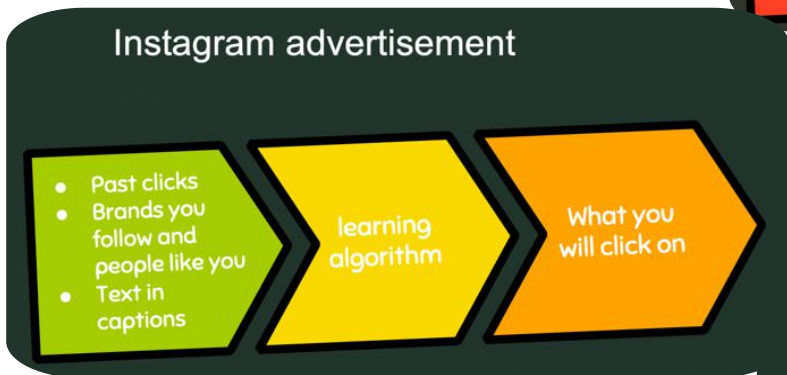 Instagram advertisement
● Past clicks
● Brands you
follow and
people like you
● Text in
captions
learning
algorithm
What you
will click on